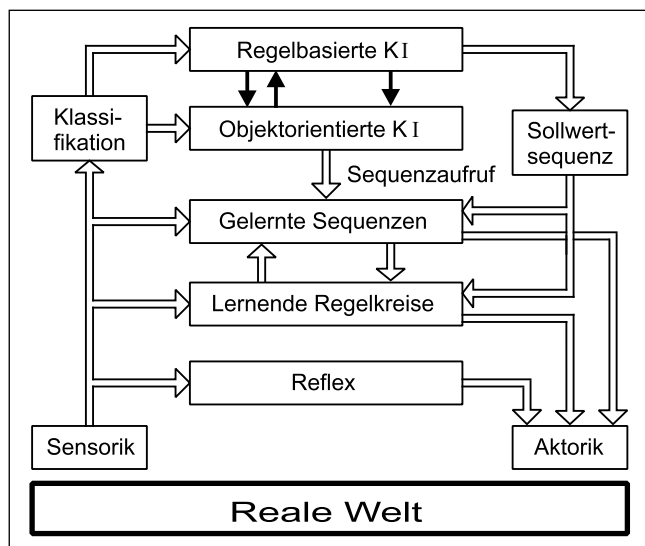 Regelbasierte KI
Klassi-
fikation
Objektorientierte KI
Sollwert-
sequenz
Sequenzaufruf
Gelernte Sequenzen
Lernende Regelkreise
Reflex
Sensorik
Aktorik
Reale Welt